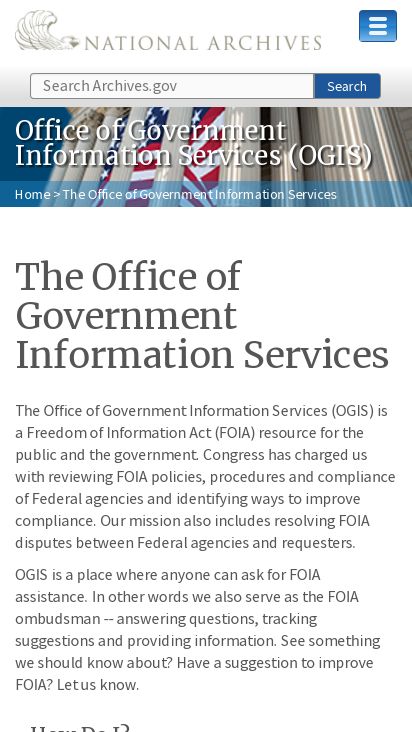 NATIONAL ARCHIVES
Search Archives.gov
Search
Office of Government
Information Services (OGIS)
Home > The Office of Government Information Services
The Office of
Government
Information Services
The Office of Government Information Services (OGIS) is
a Freedom of Information Act (FOIA) resource for the
public and the government. Congress has charged us
with reviewing FOIA policies, procedures and compliance
of Federal agencies and identifying ways to improve
compliance. Our mission also includes resolving FOIA
disputes between Federal agencies and requesters.
OGIS is a place where anyone can ask for FOIA
assistance. In other words we also serve as the FOIA
ombudsman -- answering questions, tracking
suggestions and providing information. See something
we should know about? Have a suggestion to improve
FOIA? Let us know.
How Do I?